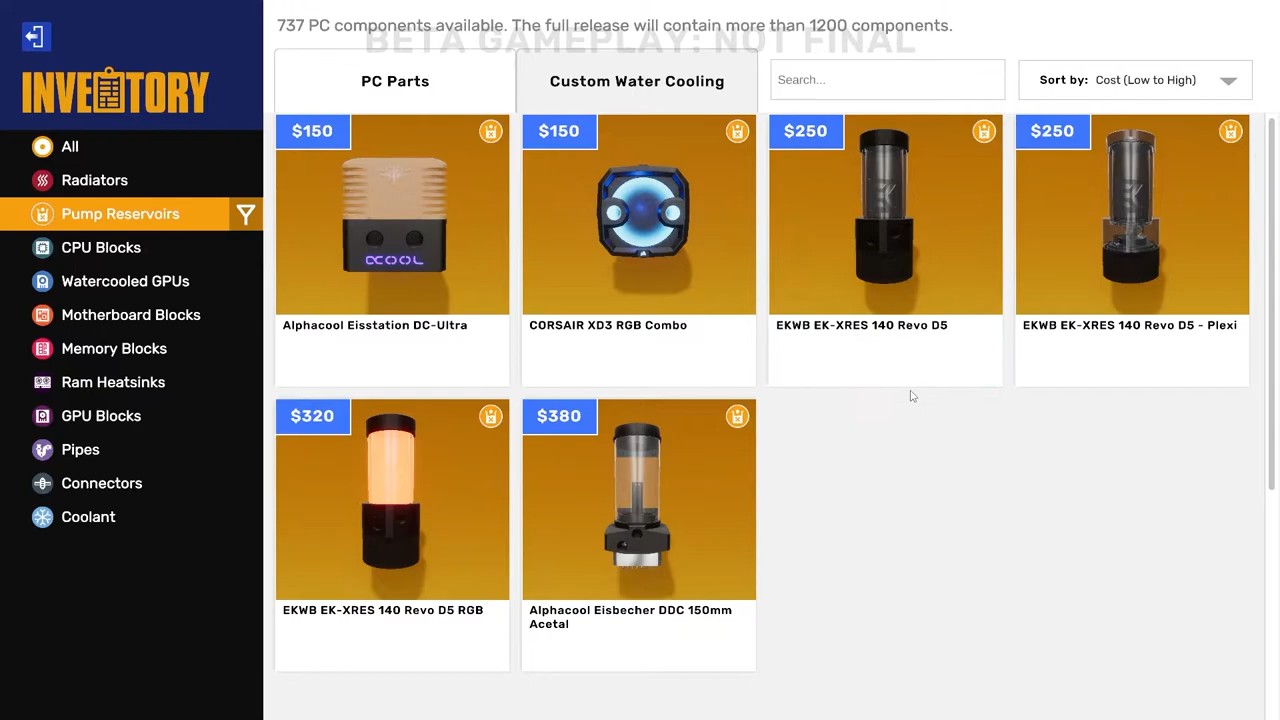 737 PC components available. The full release will contain more than 1200 components.
BETA GAMEPLAY: NOT FINAL
INVENTORY
PC Parts
Custom Water Cooling
Search...
Sort by: Cost (Low to High)
All
Radiators
Pump Reservoirs
CPU Blocks
Watercooled GPUs
Motherboard Blocks
Memory Blocks
Ram Heatsinks
GPU Blocks
Pipes
Connectors
Coolant
$150
DCOOL
Alphacool Eisstation DC-Ultra
$150
CORSAIR XD3 RGB Combo
$250
EKWB EK-XRES 140 Revo D5
$250
EKWB EK-XRES 140 Revo D5 - Plexi
$320
EKWB EK-XRES 140 Revo D5 RGB
$380
Alphacool Eisbecher DDC 150mm
Acetal